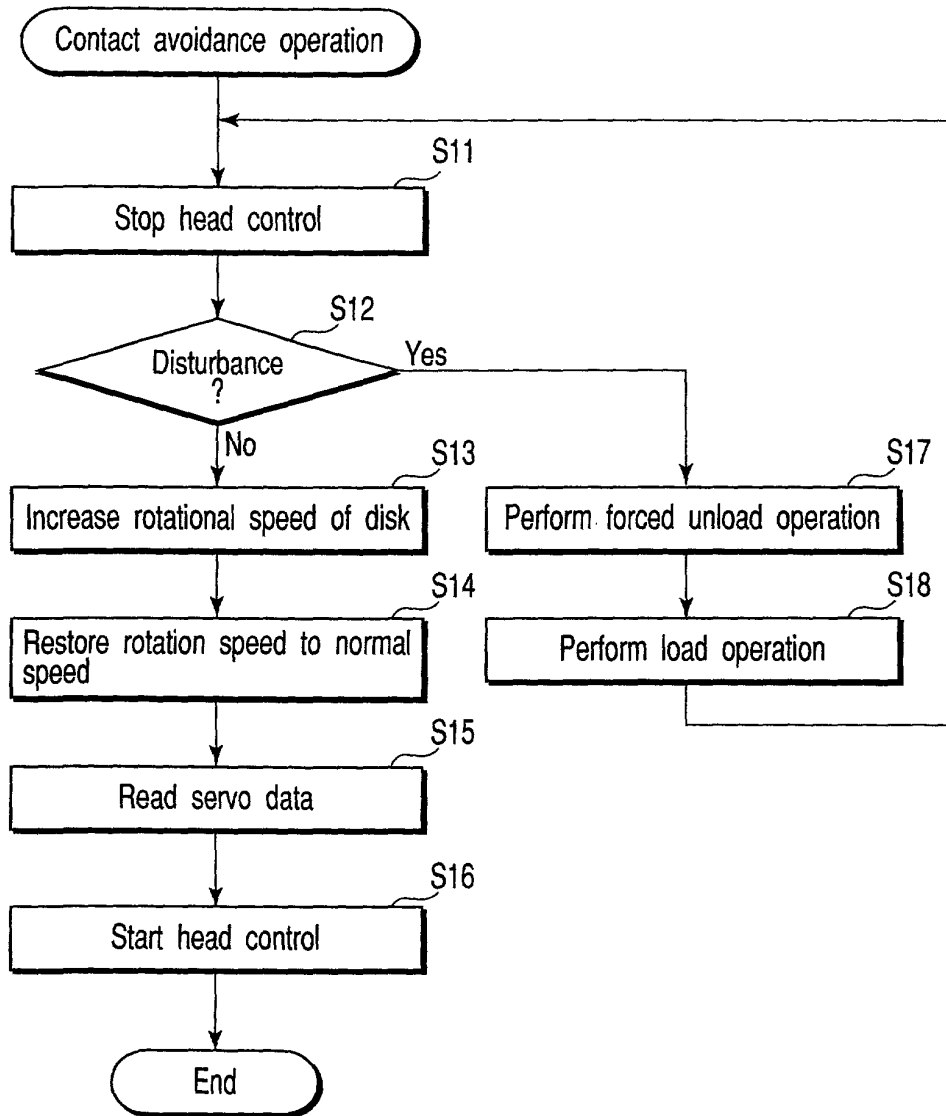 Contact avoidance operation
S11
Stop head control
S12
Disturbance
?
Yes
No
S13
Increase rotational speed of disk
S17
Perform forced unload operation
S14
Restore rotation speed to normal
speed
S18
Perform load operation
S15
Read servo data
S16
Start head control
End